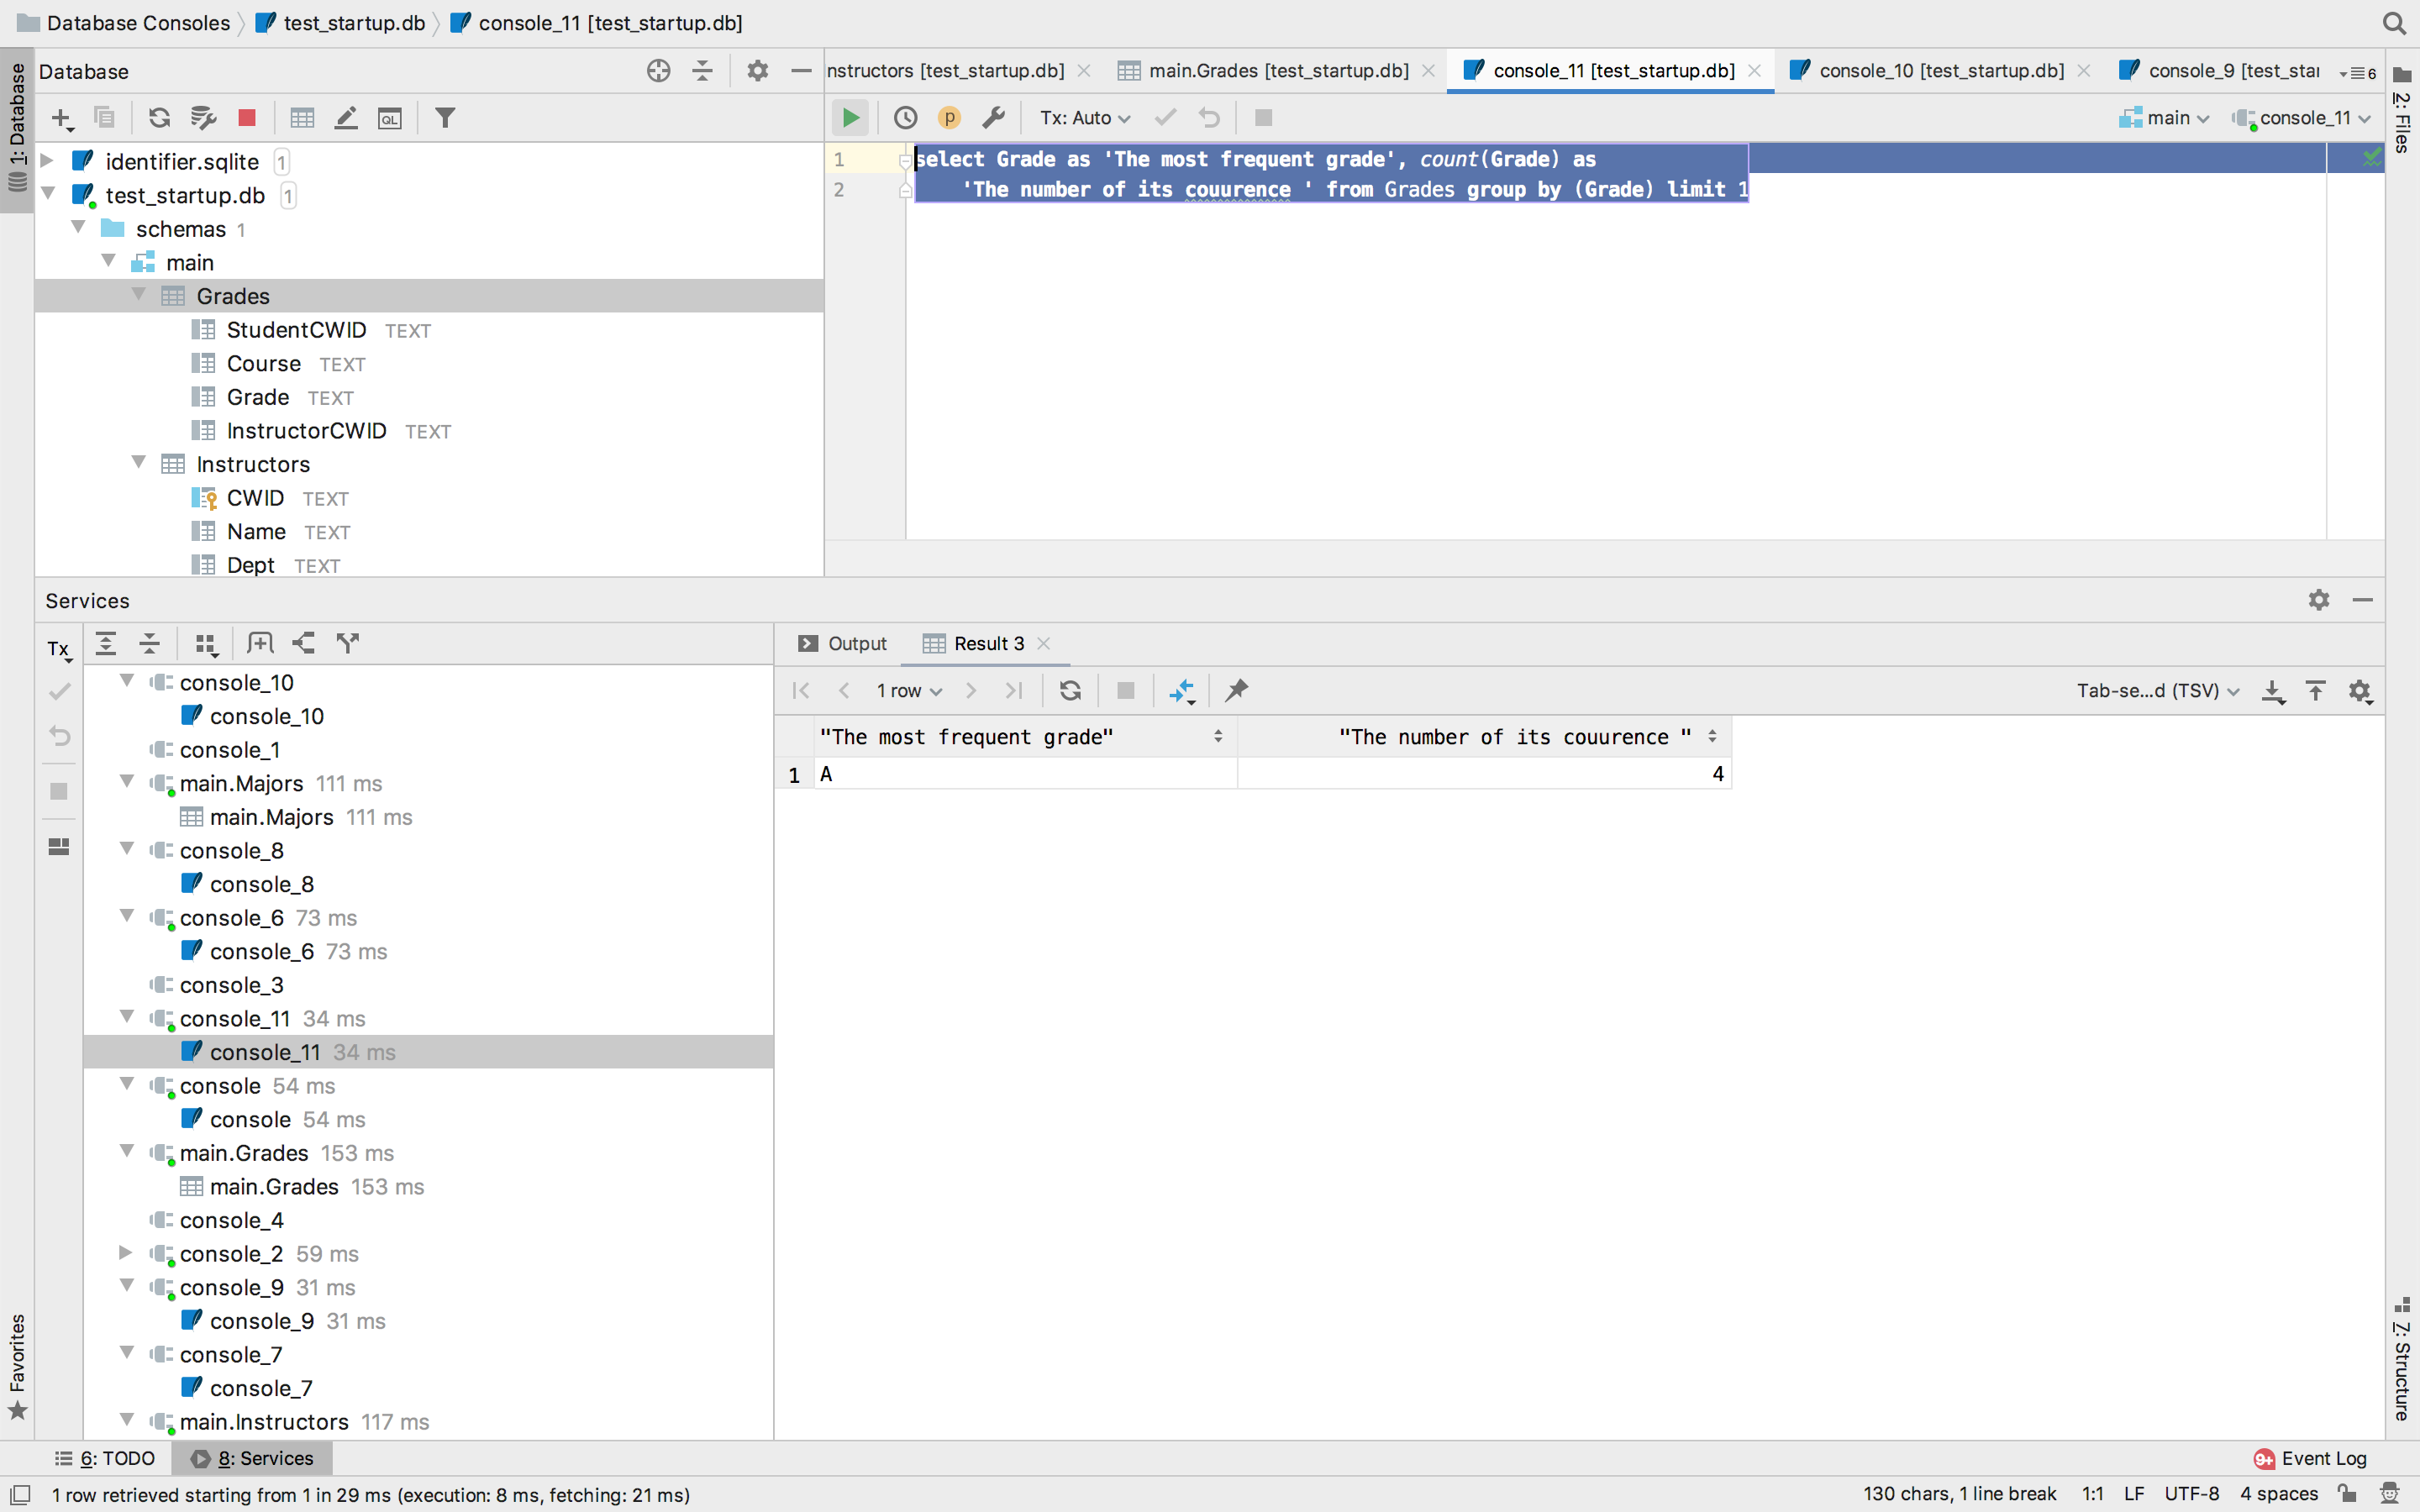 Database Consoles test_startup.db console_11 [test_startup.db]
1: Database
Database
nstructors [test_startup.db] main.Grades [test_startup.db] console_11 [test_startup.db] console_10 [test_startup.db] console_9 [test_star 6
2: Files
QL
p Tx: Auto main console_11
identifier.sqlite 1
test_startup.db 1
schemas 1
main
Grades
StudentCWID TEXT
Course TEXT
Grade TEXT
InstructorCWID TEXT
Instructors
CWID TEXT
Name TEXT
Dept TEXT
1 select Grade as 'The most frequent grade', count(Grade) as
2 'The number of its couurence ' from Grades group by (Grade) limit 1
Services
Tx
Output Result 3
1 row Tab-se...d (TSV)
"The most frequent grade" "The number of its couurence "
1 A 4
console_10
console_10
console_1
main.Majors 111 ms
main.Majors 111 ms
console_8
console_8
console_6 73 ms
console_6 73 ms
console_3
console_11 34 ms
console_11 34 ms
console 54 ms
console 54 ms
main.Grades 153 ms
main.Grades 153 ms
console_4
console_2 59 ms
console_9 31 ms
console_9 31 ms
console_7
console_7
main.Instructors 117 ms
Favorites
7: Structure
6: TODO 8: Services 9+ Event Log
1 row retrieved starting from 1 in 29 ms (execution: 8 ms, fetching: 21 ms) 130 chars, 1 line break 1:1 LF UTF-8 4 spaces